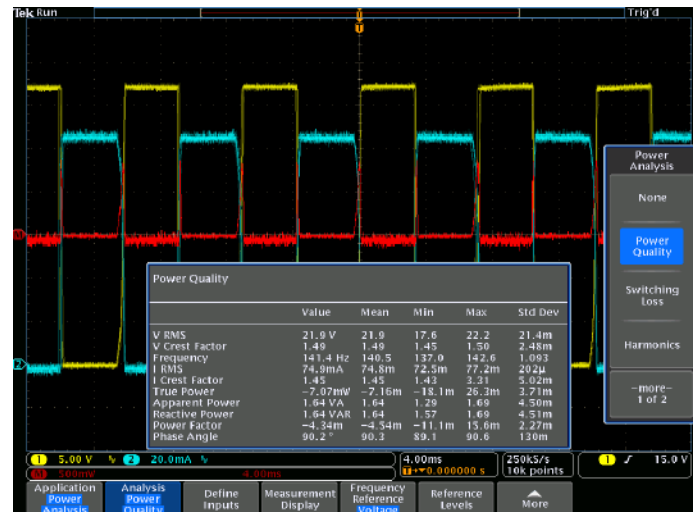 Tek Run Trig'd
T
T
M
2
Power
Analysis
None
Power
Quality
Switching
Loss
Harmonics
-more-
1 of 2
Power Quality
Value Mean Min Max Std Dev
V RMS 21.9 V 21.9 17.6 22.2 21.4m
V Crest Factor 1.49 1.49 1.45 1.50 2.48m
Frequency 141.4 Hz 140.5 137.0 142.6 1.093
I RMS 74.9mA 74.8m 72.5m 77.2m 202µ
I Crest Factor 1.45 1.45 1.43 3.31 5.02m
True Power −7.07mW −7.16m −18.1m 26.3m 3.71m
Apparent Power 1.64 VA 1.64 1.29 1.69 4.50m
Reactive Power 1.64 VAR 1.64 1.57 1.69 4.51m
Power Factor −4.34m −4.54m −11.1m 15.6m 2.27m
Phase Angle 90.2 ° 90.3 89.1 90.6 130m
1 5.00 V 2 20.0mA 4.00ms 250kS/s 1 15.0 V
M 500mV 4.00ms T→▾0.000000 s 10k points
Application
Power
Analysis
Analysis
Power
Quality
Define
Inputs
Measurement
Display
Frequency
Reference
Voltage
Reference
Levels
More